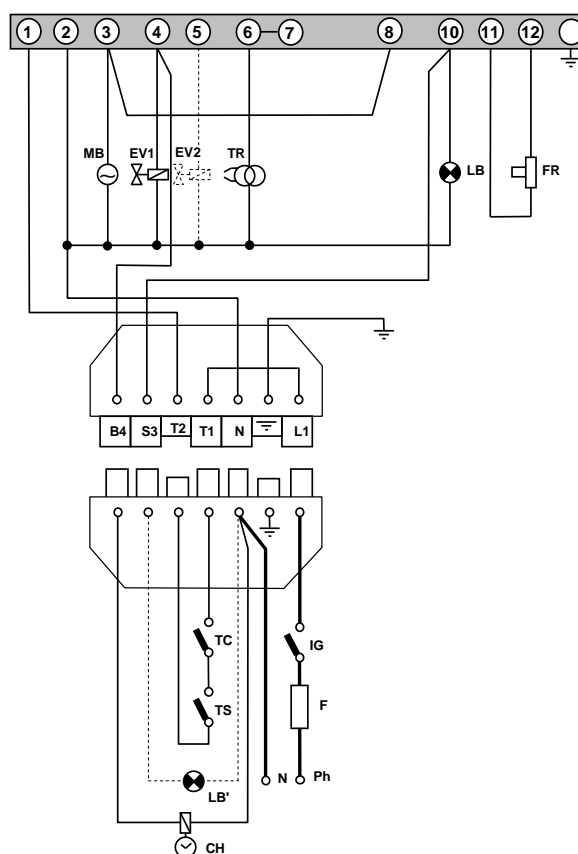 1 2 3 4 5 6 7 8 10 11 12
MB EV1 EV2 TR LB FR
B4 S3 T2 T1 N L1
TC IG
TS F
N Ph
LB'
CH